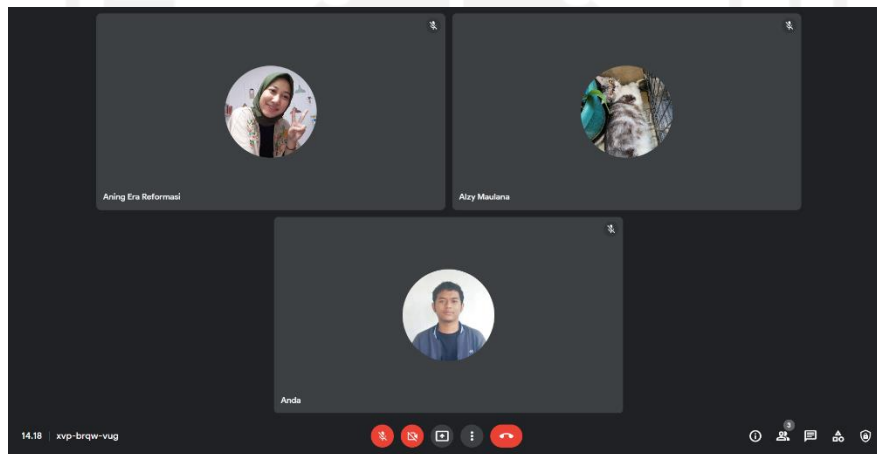 Aning Era Reformasi
Alzy Maulana
Anda
14.18 | xvp-brqw-vug
3